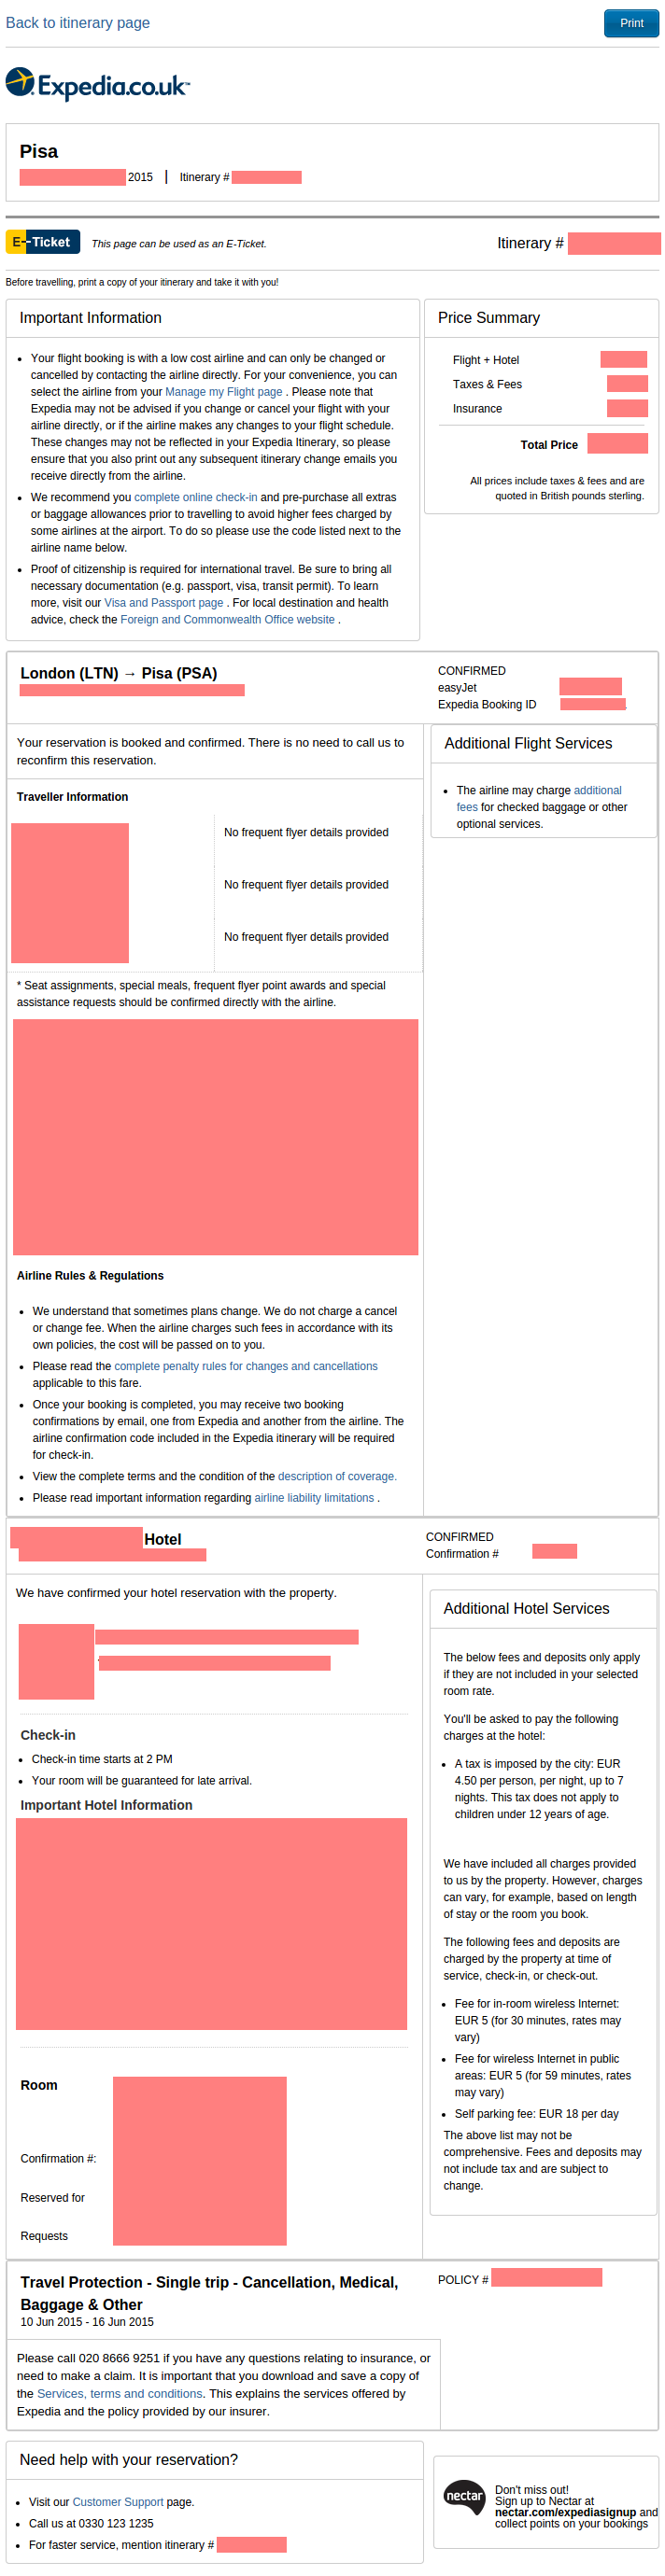 Back to itinerary page
Print
Expedia.co.uk™
Pisa
2015 | Itinerary #
E-Ticket This page can be used as an E-Ticket. Itinerary #
Before travelling, print a copy of your itinerary and take it with you!
Important Information
• Your flight booking is with a low cost airline and can only be changed or
cancelled by contacting the airline directly. For your convenience, you can
select the airline from your Manage my Flight page . Please note that
Expedia may not be advised if you change or cancel your flight with your
airline directly, or if the airline makes any changes to your flight schedule.
These changes may not be reflected in your Expedia Itinerary, so please
ensure that you also print out any subsequent itinerary change emails you
receive directly from the airline.
• We recommend you complete online check-in and pre-purchase all extras
or baggage allowances prior to travelling to avoid higher fees charged by
some airlines at the airport. To do so please use the code listed next to the
airline name below.
• Proof of citizenship is required for international travel. Be sure to bring all
necessary documentation (e.g. passport, visa, transit permit). To learn
more, visit our Visa and Passport page . For local destination and health
advice, check the Foreign and Commonwealth Office website .
Price Summary
Flight + Hotel
Taxes & Fees
Insurance
Total Price
All prices include taxes & fees and are
quoted in British pounds sterling.
London (LTN) → Pisa (PSA)
CONFIRMED
easyJet
Expedia Booking ID
Your reservation is booked and confirmed. There is no need to call us to
reconfirm this reservation.
Traveller Information
No frequent flyer details provided
No frequent flyer details provided
No frequent flyer details provided
* Seat assignments, special meals, frequent flyer point awards and special
assistance requests should be confirmed directly with the airline.
Additional Flight Services
• The airline may charge additional
fees for checked baggage or other
optional services.
Airline Rules & Regulations
• We understand that sometimes plans change. We do not charge a cancel
or change fee. When the airline charges such fees in accordance with its
own policies, the cost will be passed on to you.
• Please read the complete penalty rules for changes and cancellations
applicable to this fare.
• Once your booking is completed, you may receive two booking
confirmations by email, one from Expedia and another from the airline. The
airline confirmation code included in the Expedia itinerary will be required
for check-in.
• View the complete terms and the condition of the description of coverage.
• Please read important information regarding airline liability limitations .
Hotel
CONFIRMED
Confirmation #
We have confirmed your hotel reservation with the property.
Check-in
• Check-in time starts at 2 PM
• Your room will be guaranteed for late arrival.
Important Hotel Information
Room
Confirmation #:
Reserved for
Requests
Additional Hotel Services
The below fees and deposits only apply
if they are not included in your selected
room rate.
You'll be asked to pay the following
charges at the hotel:
• A tax is imposed by the city: EUR
4.50 per person, per night, up to 7
nights. This tax does not apply to
children under 12 years of age.
We have included all charges provided
to us by the property. However, charges
can vary, for example, based on length
of stay or the room you book.
The following fees and deposits are
charged by the property at time of
service, check-in, or check-out.
• Fee for in-room wireless Internet:
EUR 5 (for 30 minutes, rates may
vary)
• Fee for wireless Internet in public
areas: EUR 5 (for 59 minutes, rates
may vary)
• Self parking fee: EUR 18 per day
The above list may not be
comprehensive. Fees and deposits may
not include tax and are subject to
change.
Travel Protection - Single trip - Cancellation, Medical,
Baggage & Other
10 Jun 2015 - 16 Jun 2015
POLICY #
Please call 020 8666 9251 if you have any questions relating to insurance, or
need to make a claim. It is important that you download and save a copy of
the Services, terms and conditions. This explains the services offered by
Expedia and the policy provided by our insurer.
Need help with your reservation?
• Visit our Customer Support page.
• Call us at 0330 123 1235
• For faster service, mention itinerary #
nectar
Don't miss out!
Sign up to Nectar at
nectar.com/expediasignup and
collect points on your bookings